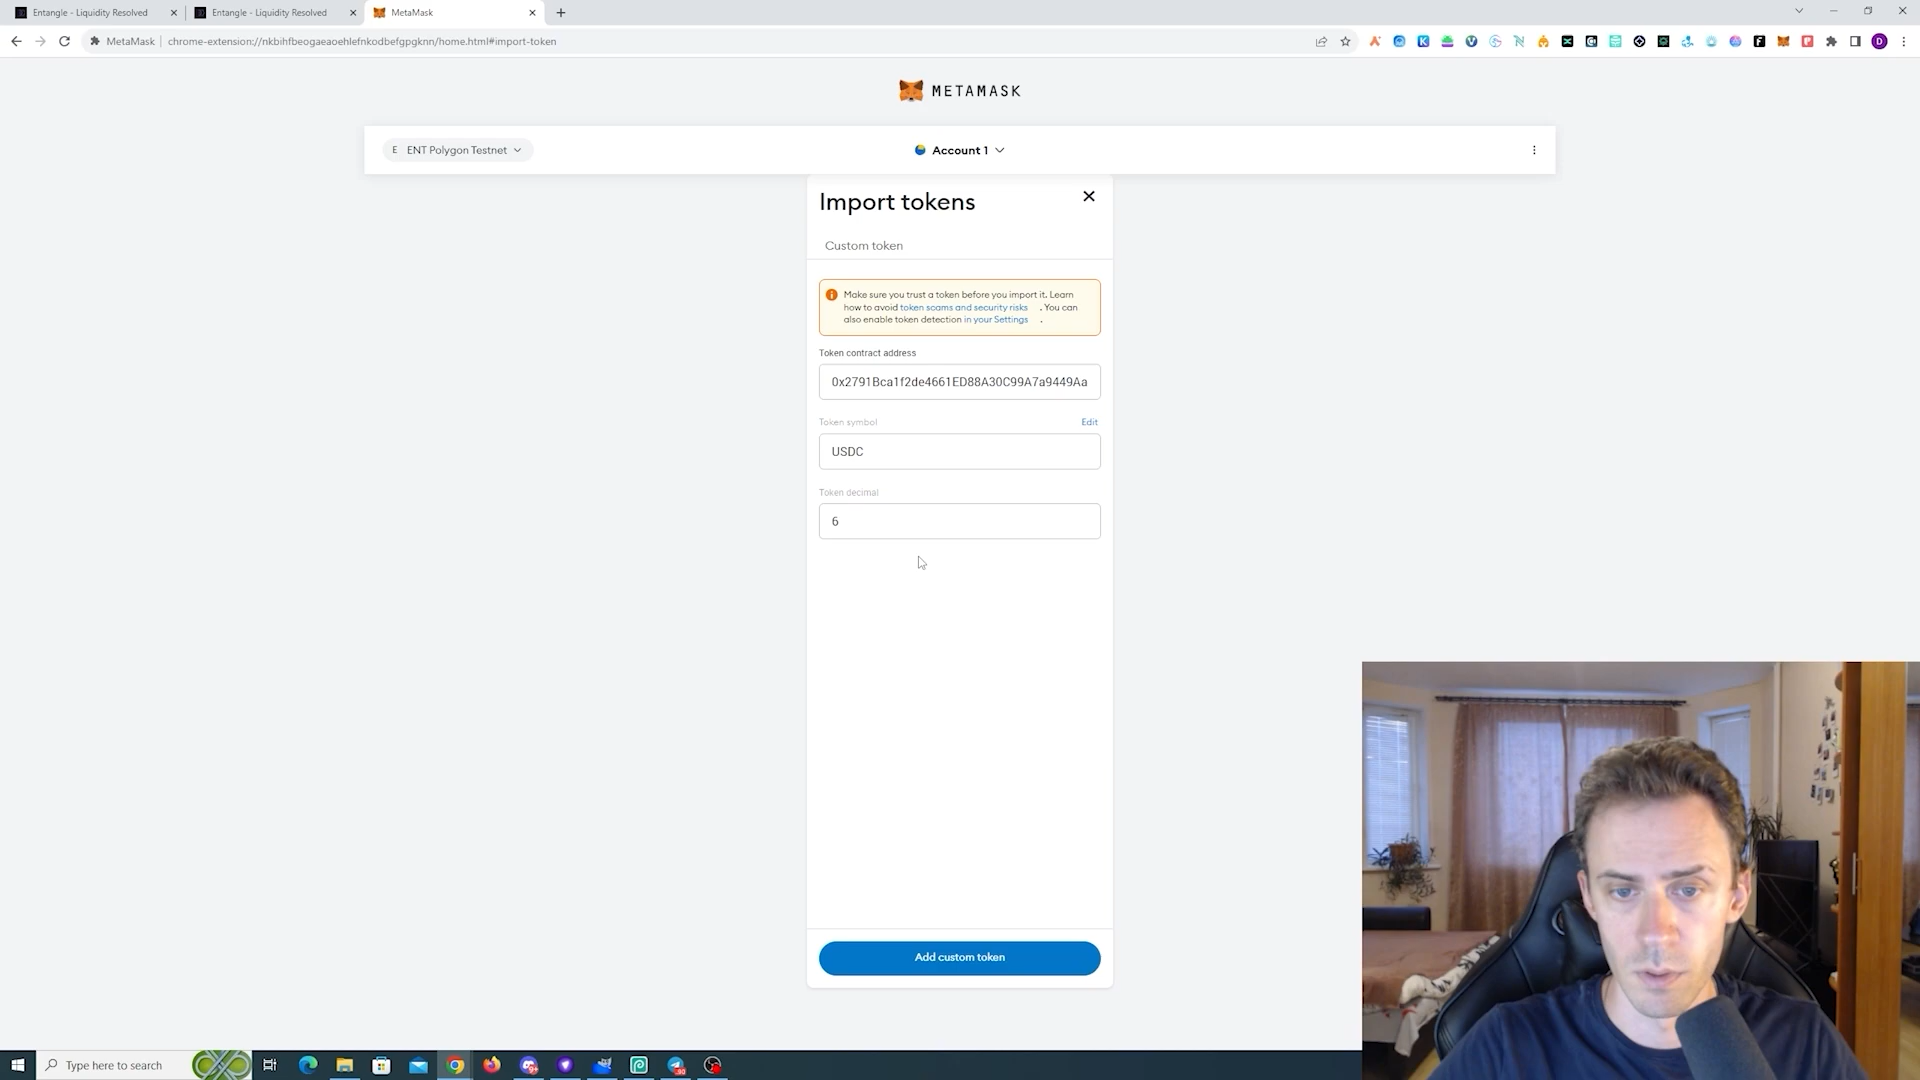 Entangle - Liquidity Resolved
Entangle - Liquidity Resolved
MetaMask
MetaMask
chrome-extension://nkbihfbeogaeaoehlefnkodbefgpgknn/home.html#import-token
METAMASK
E ENT Polygon Testnet
Account 1
Import tokens
Custom token
Make sure you trust a token before you import it. Learn
how to avoid token scams and security risks . You can
also enable token detection in your Settings .
Token contract address
0x2791Bca1f2de4661ED88A30C99A7a9449Aa
Token symbol
Edit
USDC
Token decimal
6
Add custom token
Type here to search